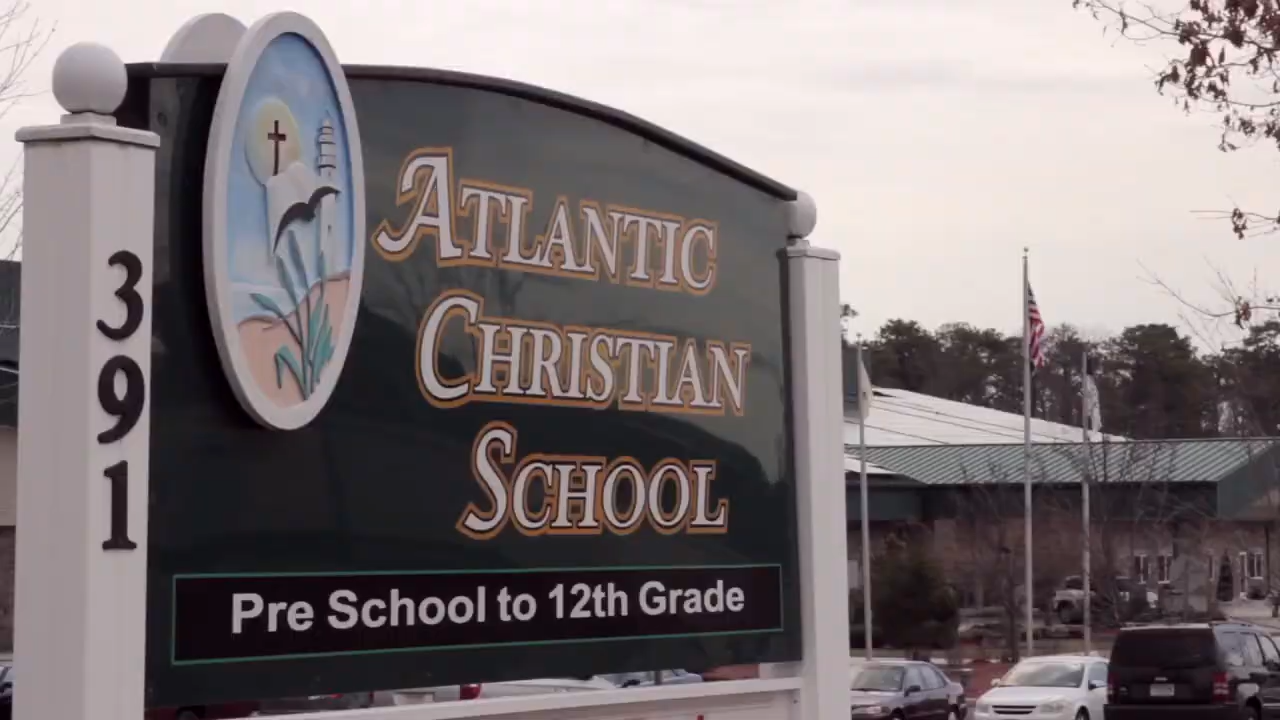 391
ATLANTIC
CHRISTIAN
SCHOOL
Pre School to 12th Grade